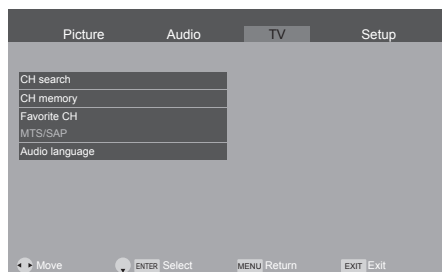 Picture Audio TV Setup
CH search
CH memory
Favorite CH
MTS/SAP
Audio language
Move ENTER Select MENU Return EXIT Exit